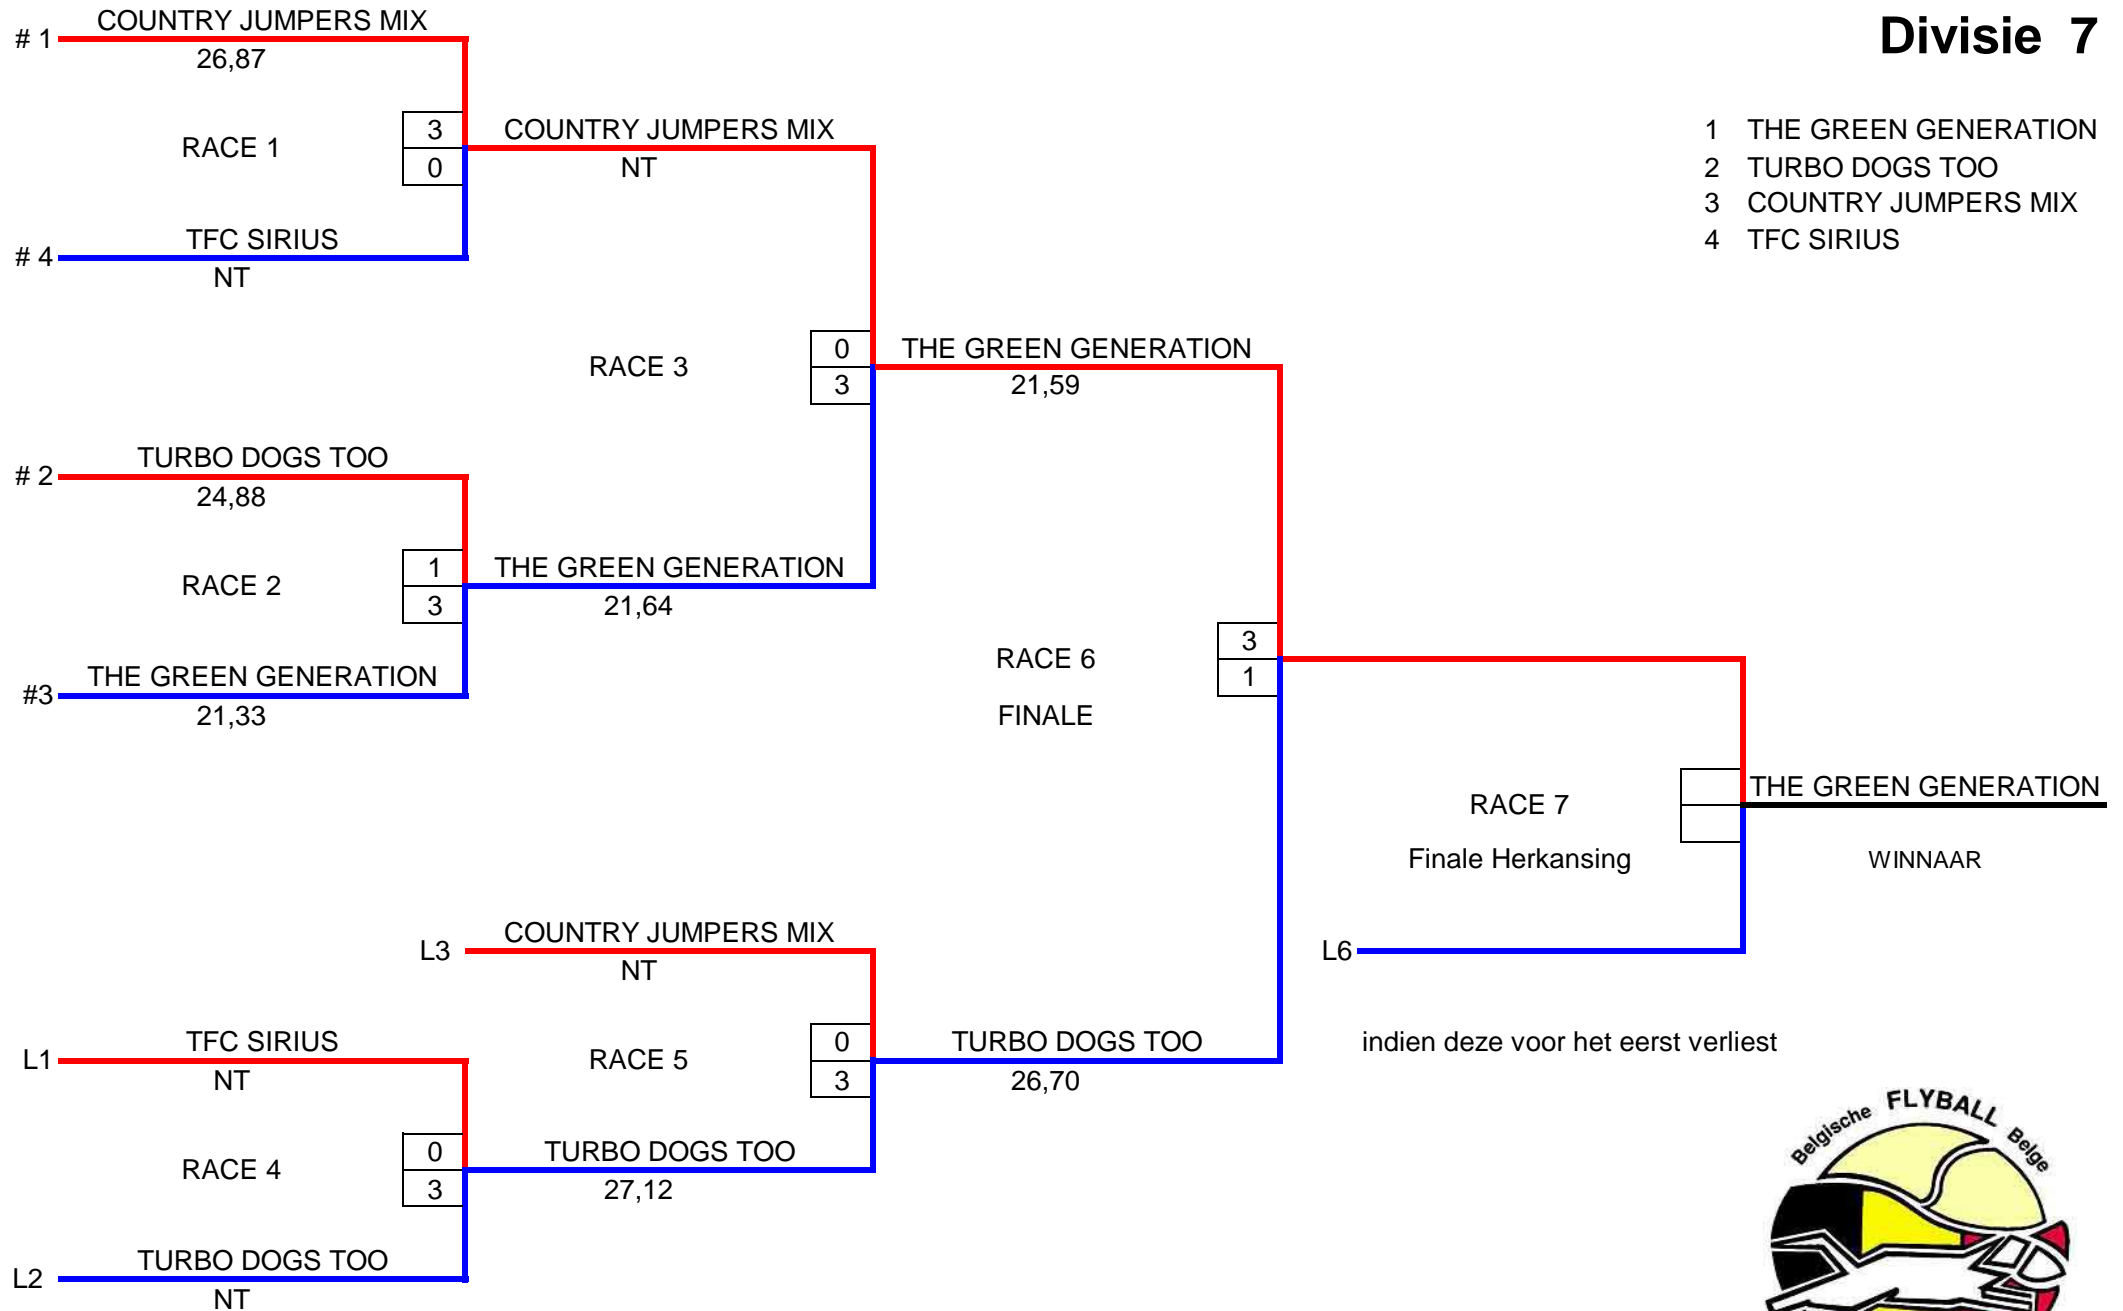 Divisie 7
COUNTRY JUMPERS MIX
# 1
26,87
RACE 1
3
0
TFC SIRIUS
# 4
NT
COUNTRY JUMPERS MIX
NT
1 THE GREEN GENERATION
2 TURBO DOGS TOO
3 COUNTRY JUMPERS MIX
4 TFC SIRIUS
RACE 3
0
3
THE GREEN GENERATION
21,59
TURBO DOGS TOO
# 2
24,88
RACE 2
1
3
THE GREEN GENERATION
21,64
THE GREEN GENERATION
#3
21,33
RACE 6
3
1
FINALE
RACE 7
Finale Herkansing
THE GREEN GENERATION
WINNAAR
L6
indien deze voor het eerst verliest
COUNTRY JUMPERS MIX
L3
NT
RACE 5
0
3
TURBO DOGS TOO
26,70
TFC SIRIUS
L1
NT
RACE 4
0
3
TURBO DOGS TOO
27,12
TURBO DOGS TOO
L2
NT
Belgische FLYBALL Belge